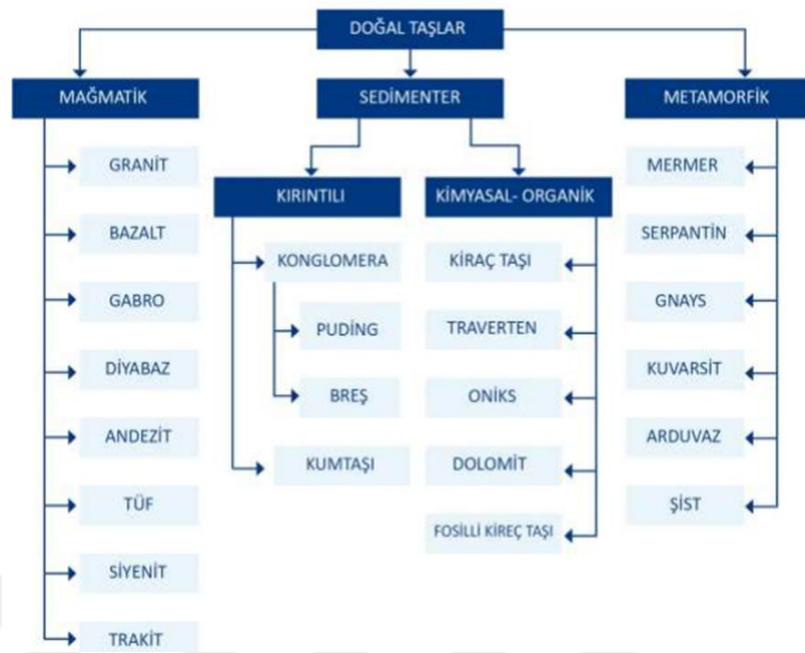 DOĞAL TAŞLAR
MAĞMATİK
SEDİMENTER
METAMORFİK
GRANİT
BAZALT
GABRO
DİYABAZ
ANDEZİT
TÜF
SİYENİT
TRAKİT
KIRINTILI
KONGLOMERA
PUDİNG
BREŞ
KUMTAŞI
KİMYASAL- ORGANİK
KİRAÇ TAŞI
TRAVERTEN
ONİKS
DOLOMİT
FOSİLLİ KİREÇ TAŞI
MERMER
SERPANTİN
GNAYS
KUVARSİT
ARDUVAZ
ŞİST